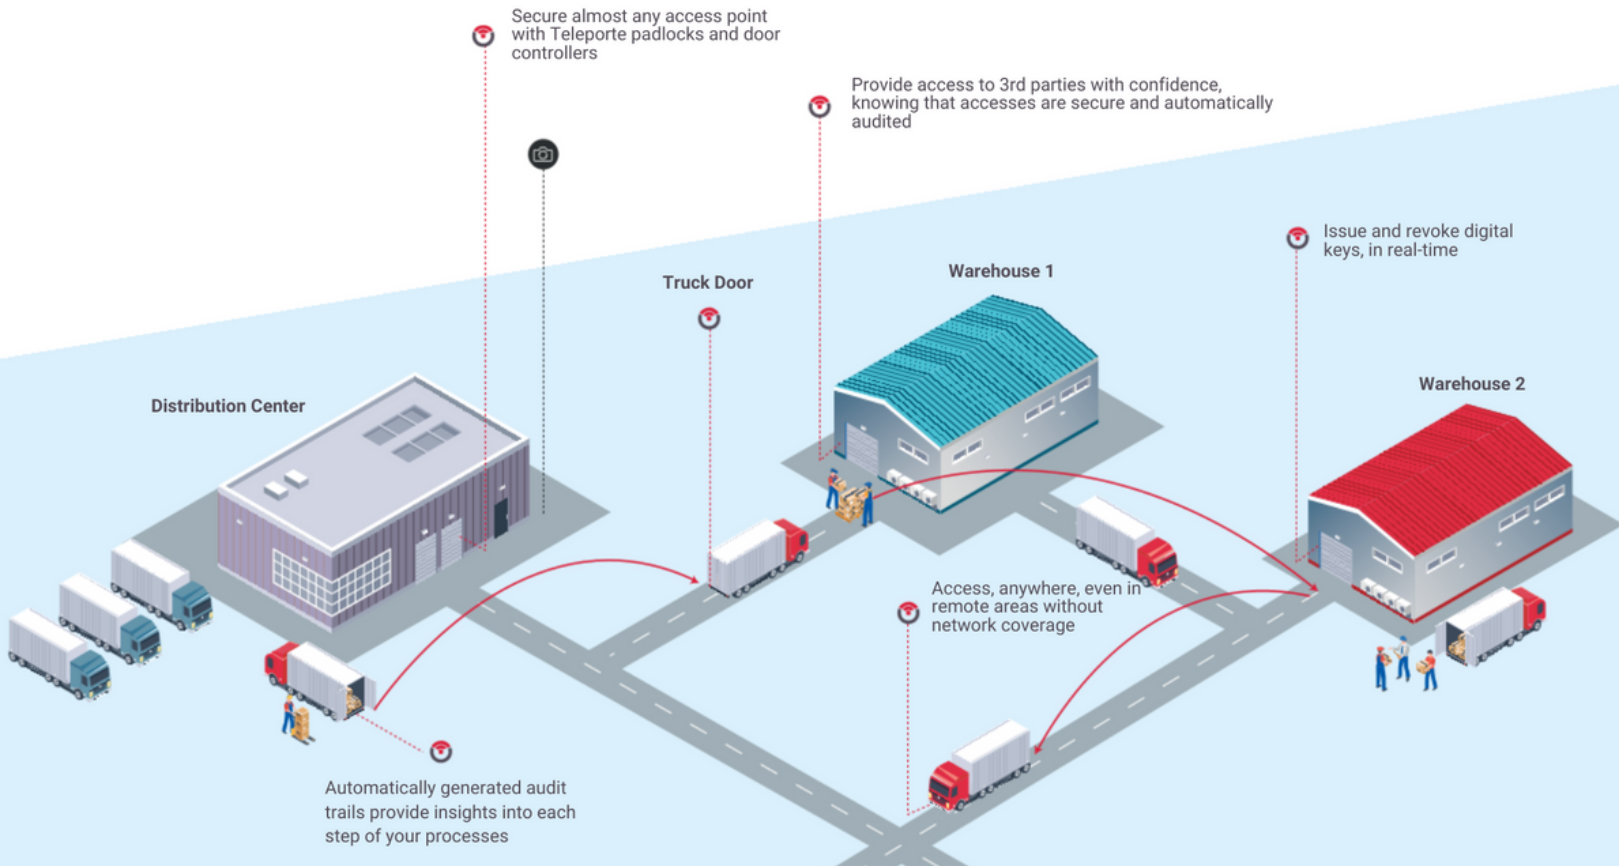 Secure almost any access point
with Teleporte padlocks and door
controllers
Provide access to 3rd parties with confidence,
knowing that accesses are secure and automatically
audited
Issue and revoke digital
keys, in real-time
Truck Door
Warehouse 1
Warehouse 2
Distribution Center
Access, anywhere, even in
remote areas without
network coverage
Automatically generated audit
trails provide insights into each
step of your processes